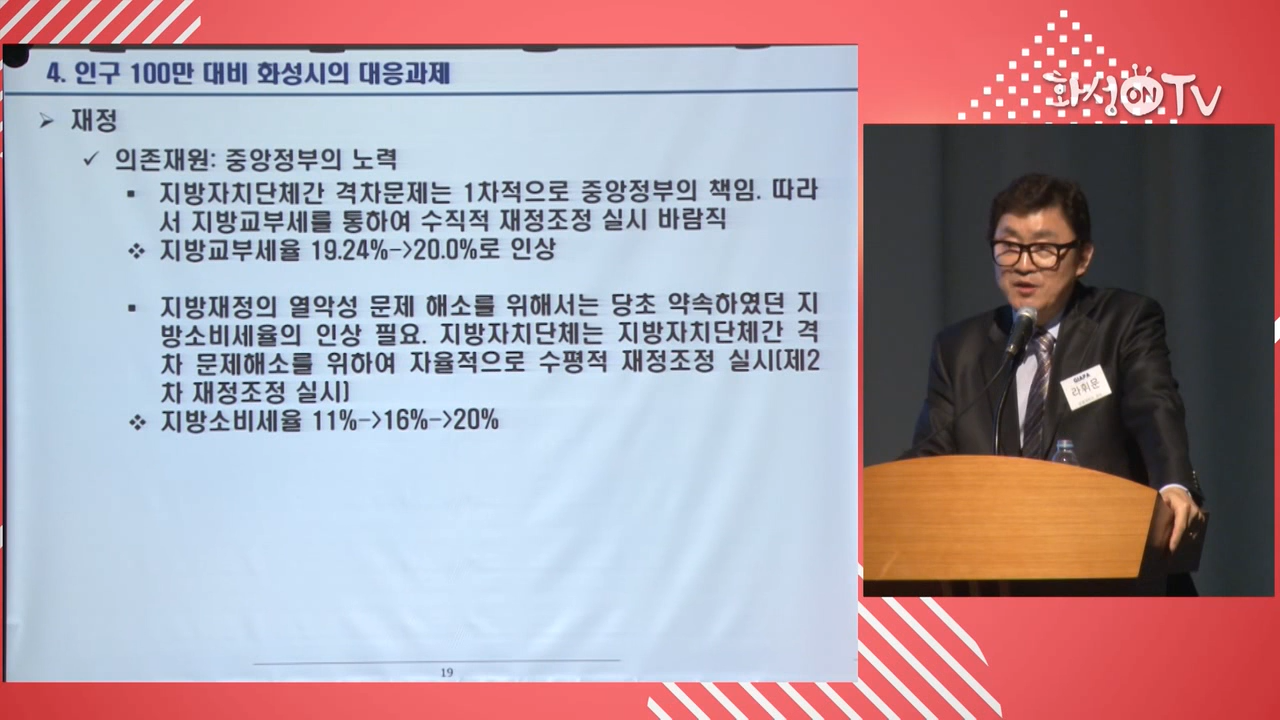 4. 인구 100만 대비 화성시의 대응과제
➢ 재정
✓ 의존재원: 중앙정부의 노력
▪ 지방자치단체간 격차문제는 1차적으로 중앙정부의 책임. 따라
서 지방교부세를 통하여 수직적 재정조정 실시 바람직
❖ 지방교부세율 19.24%->20.0%로 인상
▪ 지방재정의 열악성 문제 해소를 위해서는 당초 약속하였던 지
방소비세율의 인상 필요. 지방자치단체는 지방자치단체간 격
차 문제해소를 위하여 자율적으로 수평적 재정조정 실시(제2
차 재정조정 실시)
❖ 지방소비세율 11%->16%->20%
19
화성ON TV
라휘문